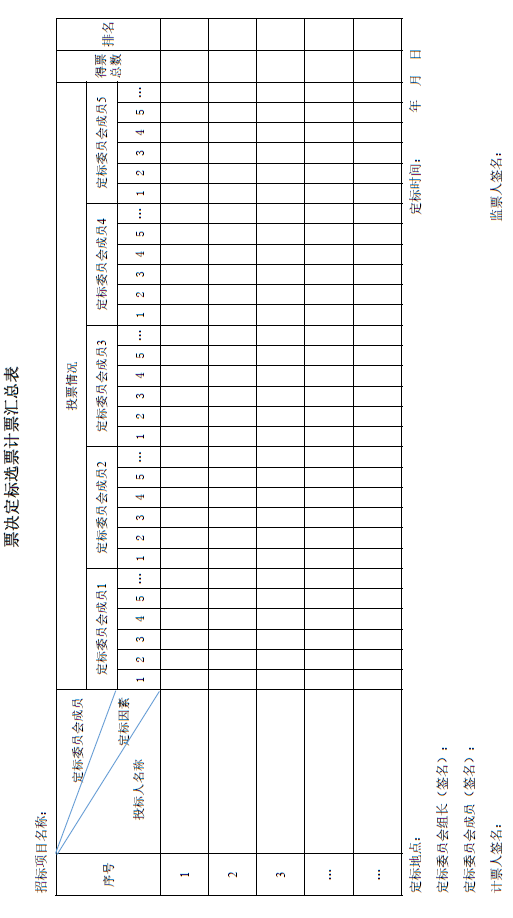 票决定标选票计票汇总表
招标项目名称：
序号 定标委员会成员 定标因素 投标人名称 投票情况 得票总数 排名
定标委员会成员1 定标委员会成员2 定标委员会成员3 定标委员会成员4 定标委员会成员5
1 2 3 4 5 … 1 2 3 4 5 … 1 2 3 4 5 … 1 2 3 4 5 … 1 2 3 4 5 …
1
2
3
…
…
定标地点： 定标时间： 年 月 日
定标委员会组长（签名）：
定标委员会成员（签名）：
计票人签名： 监票人签名：